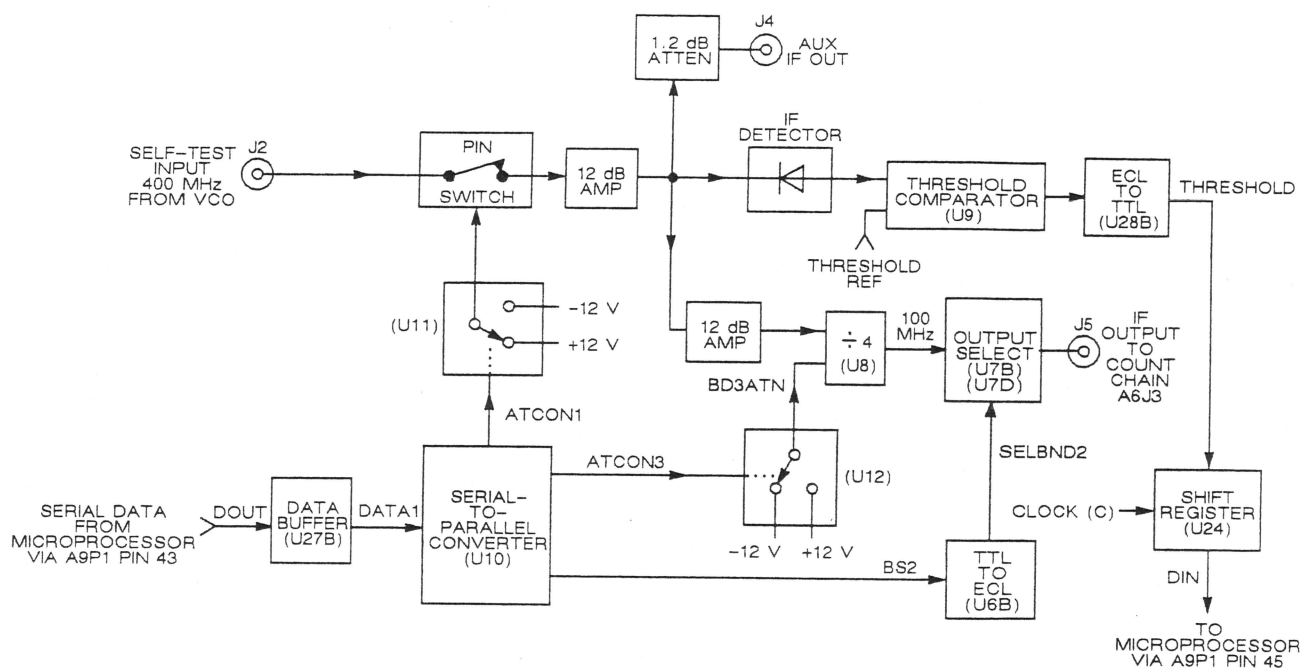 J4
1.2 dB
ATTEN
AUX
IF OUT
SELF-TEST
INPUT
400 MHz
FROM VCO
J2
PIN
SWITCH
12 dB
AMP
IF
DETECTOR
THRESHOLD
COMPARATOR
(U9)
THRESHOLD
REF
ECL
TO
TTL
(U28B)
THRESHOLD
(U11)
-12 V
+12 V
12 dB
AMP
÷ 4
(U8)
100
MHz
OUTPUT
SELECT
(U7B)
(U7D)
J5
IF
OUTPUT
TO
COUNT
CHAIN
A6J3
BD3ATN
ATCON1
ATCON3
(U12)
-12 V
+12 V
SELBND2
SERIAL DATA
FROM
MICROPROCESSOR
VIA A9P1 PIN 43
DOUT
DATA
BUFFER
(U27B)
DATA1
SERIAL-
TO-
PARALLEL
CONVERTER
(U10)
BS2
TTL
TO
ECL
(U6B)
CLOCK (C)
SHIFT
REGISTER
(U24)
DIN
TO
MICROPROCESSOR
VIA A9P1 PIN 45